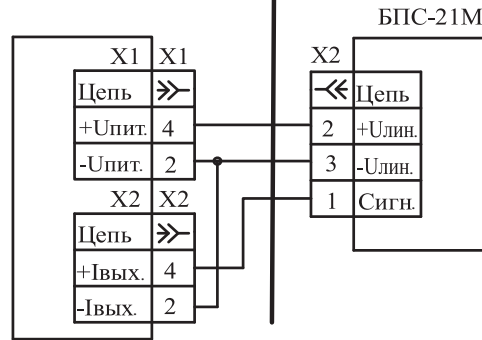 БПС-21М
X1 X1
Цепь
+Uпит. 4
-Uпит. 2
X2 X2
Цепь
+Iвых. 4
-Iвых. 2
X2
Цепь
2 +Uлин.
3 -Uлин.
1 Сигн.